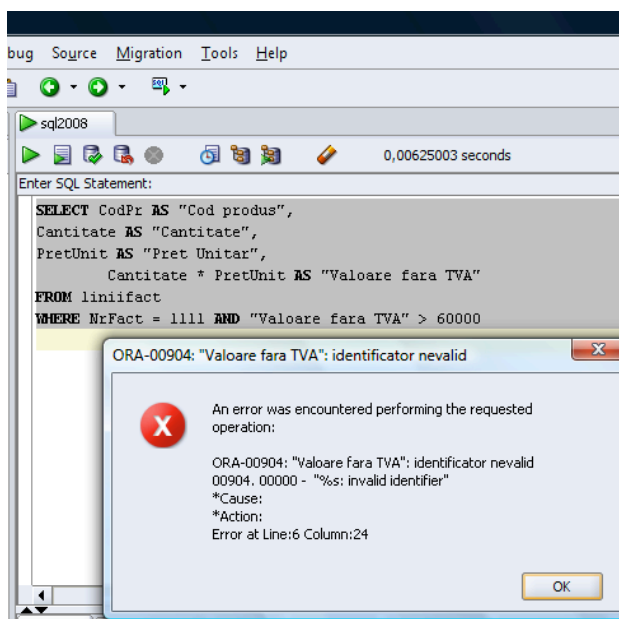 bug Source Migration Tools Help
sql2008
0,00625003 seconds
Enter SQL Statement:
SELECT CodPr AS "Cod produs",
Cantitate AS "Cantitate",
PretUnit AS "Pret Unitar",
Cantitate * PretUnit AS "Valoare fara TVA"
FROM liniifact
WHERE NrFact = 1111 AND "Valoare fara TVA" > 60000
ORA-00904: "Valoare fara TVA": identificator nevalid
An error was encountered performing the requested
operation:
ORA-00904: "Valoare fara TVA": identificator nevalid
00904. 00000 - "%s: invalid identifier"
*Cause:
*Action:
Error at Line:6 Column:24
OK